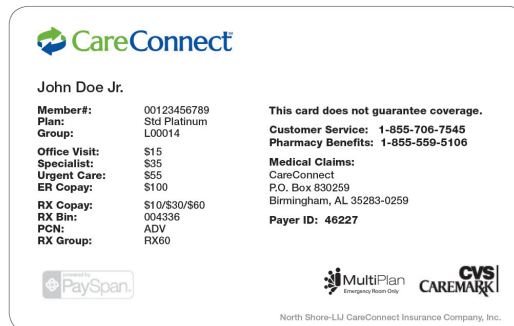 CareConnect
John Doe Jr.
Member#: 00123456789
Plan: Std Platinum
Group: L00014
Office Visit: $15
Specialist: $35
Urgent Care: $55
ER Copay: $100
RX Copay: $10/$30/$60
RX Bin: 004336
PCN: ADV
RX Group: RX60
This card does not guarantee coverage.
Customer Service: 1-855-706-7545
Pharmacy Benefits: 1-855-559-5106
Medical Claims:
CareConnect
P.O. Box 830259
Birmingham, AL 35283-0259
Payer ID: 46227
powered by
PaySpan
MultiPlan
Emergency Room Only
CVS
CAREMARK
North Shore-LIJ CareConnect Insurance Company, Inc.